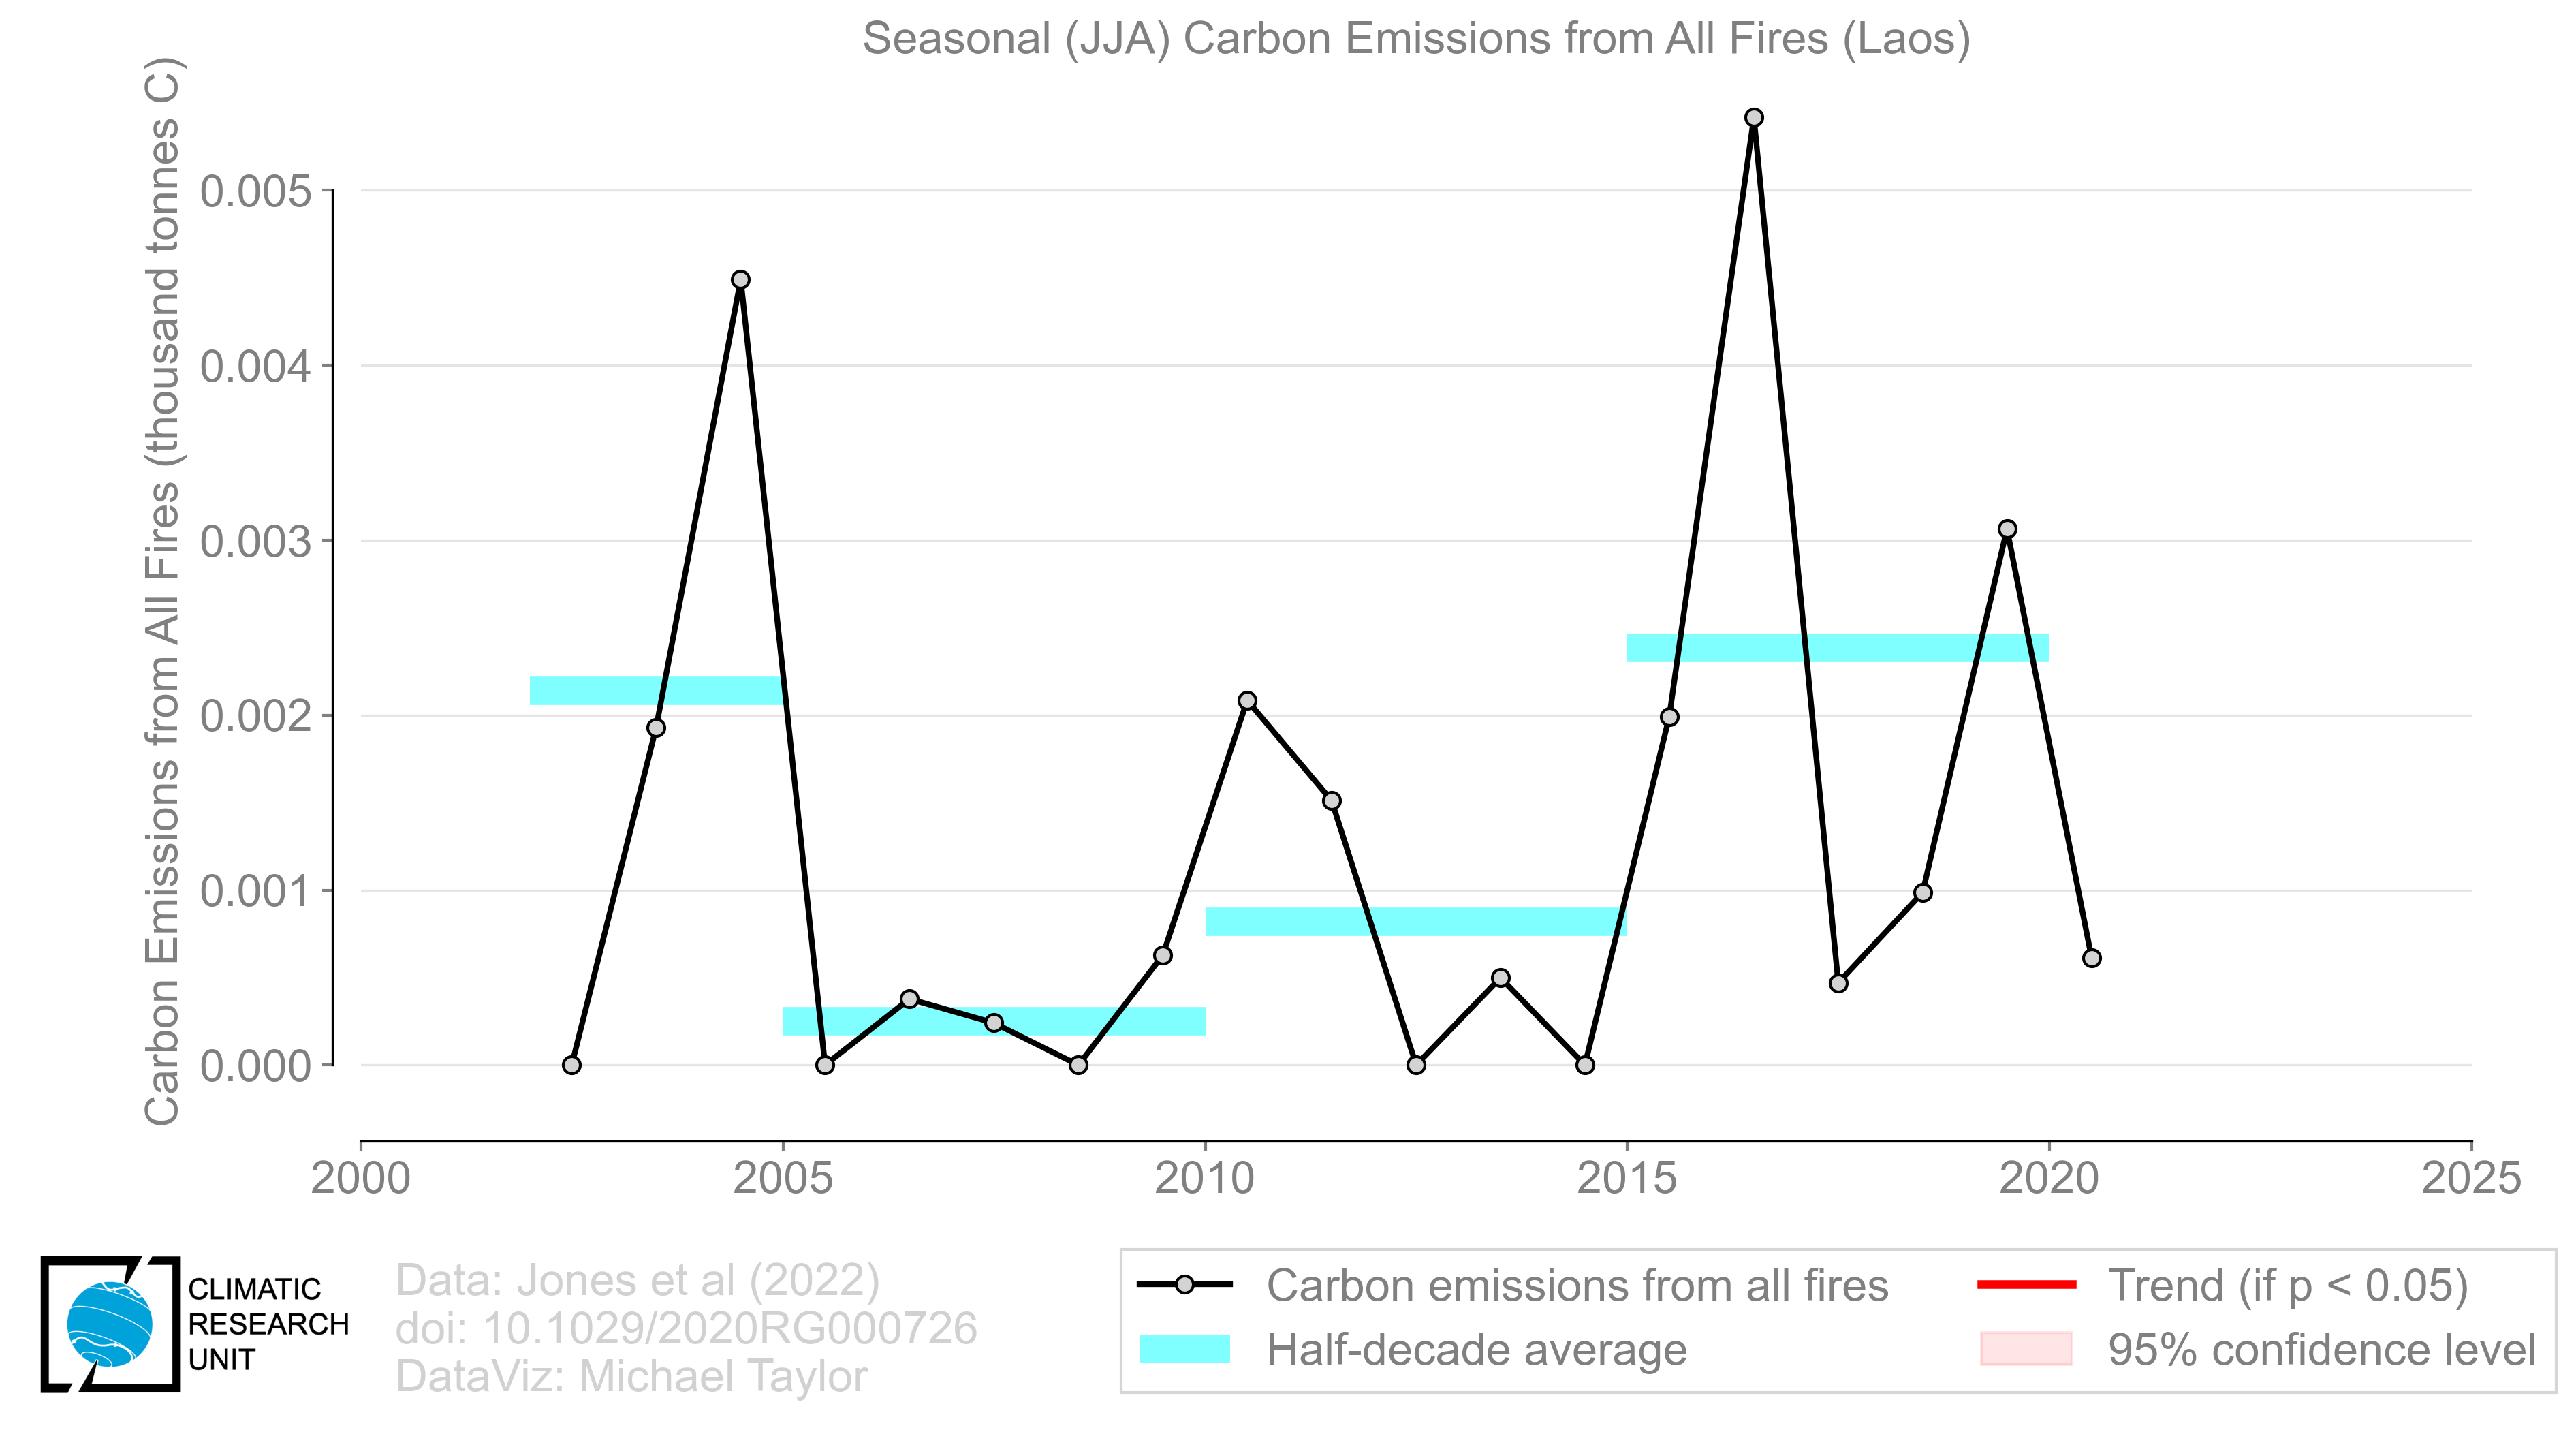 Seasonal (JJA) Carbon Emissions from All Fires (Laos)
Carbon Emissions from All Fires (thousand tonnes C)
0.005
0.004
0.003
0.002
0.001
0.000
2000
2005
2010
2015
2020
2025
CLIMATIC
RESEARCH
UNIT
Data: Jones et al (2022)
doi: 10.1029/2020RG000726
DataViz: Michael Taylor
Carbon emissions from all fires
Half-decade average
Trend (if p < 0.05)
95% confidence level